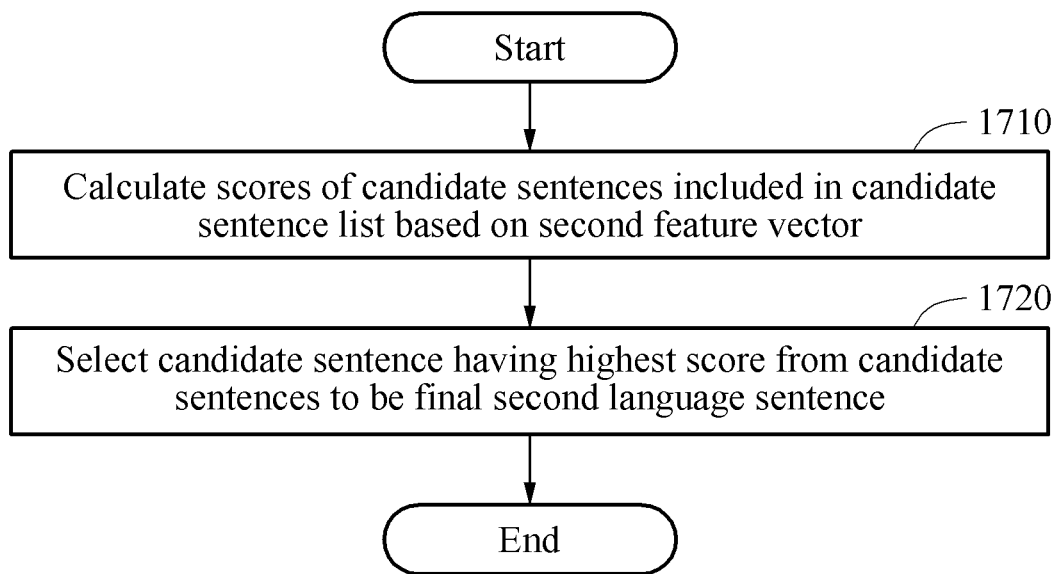 Start
1710
Calculate scores of candidate sentences included in candidate
sentence list based on second feature vector
1720
Select candidate sentence having highest score from candidate
sentences to be final second language sentence
End